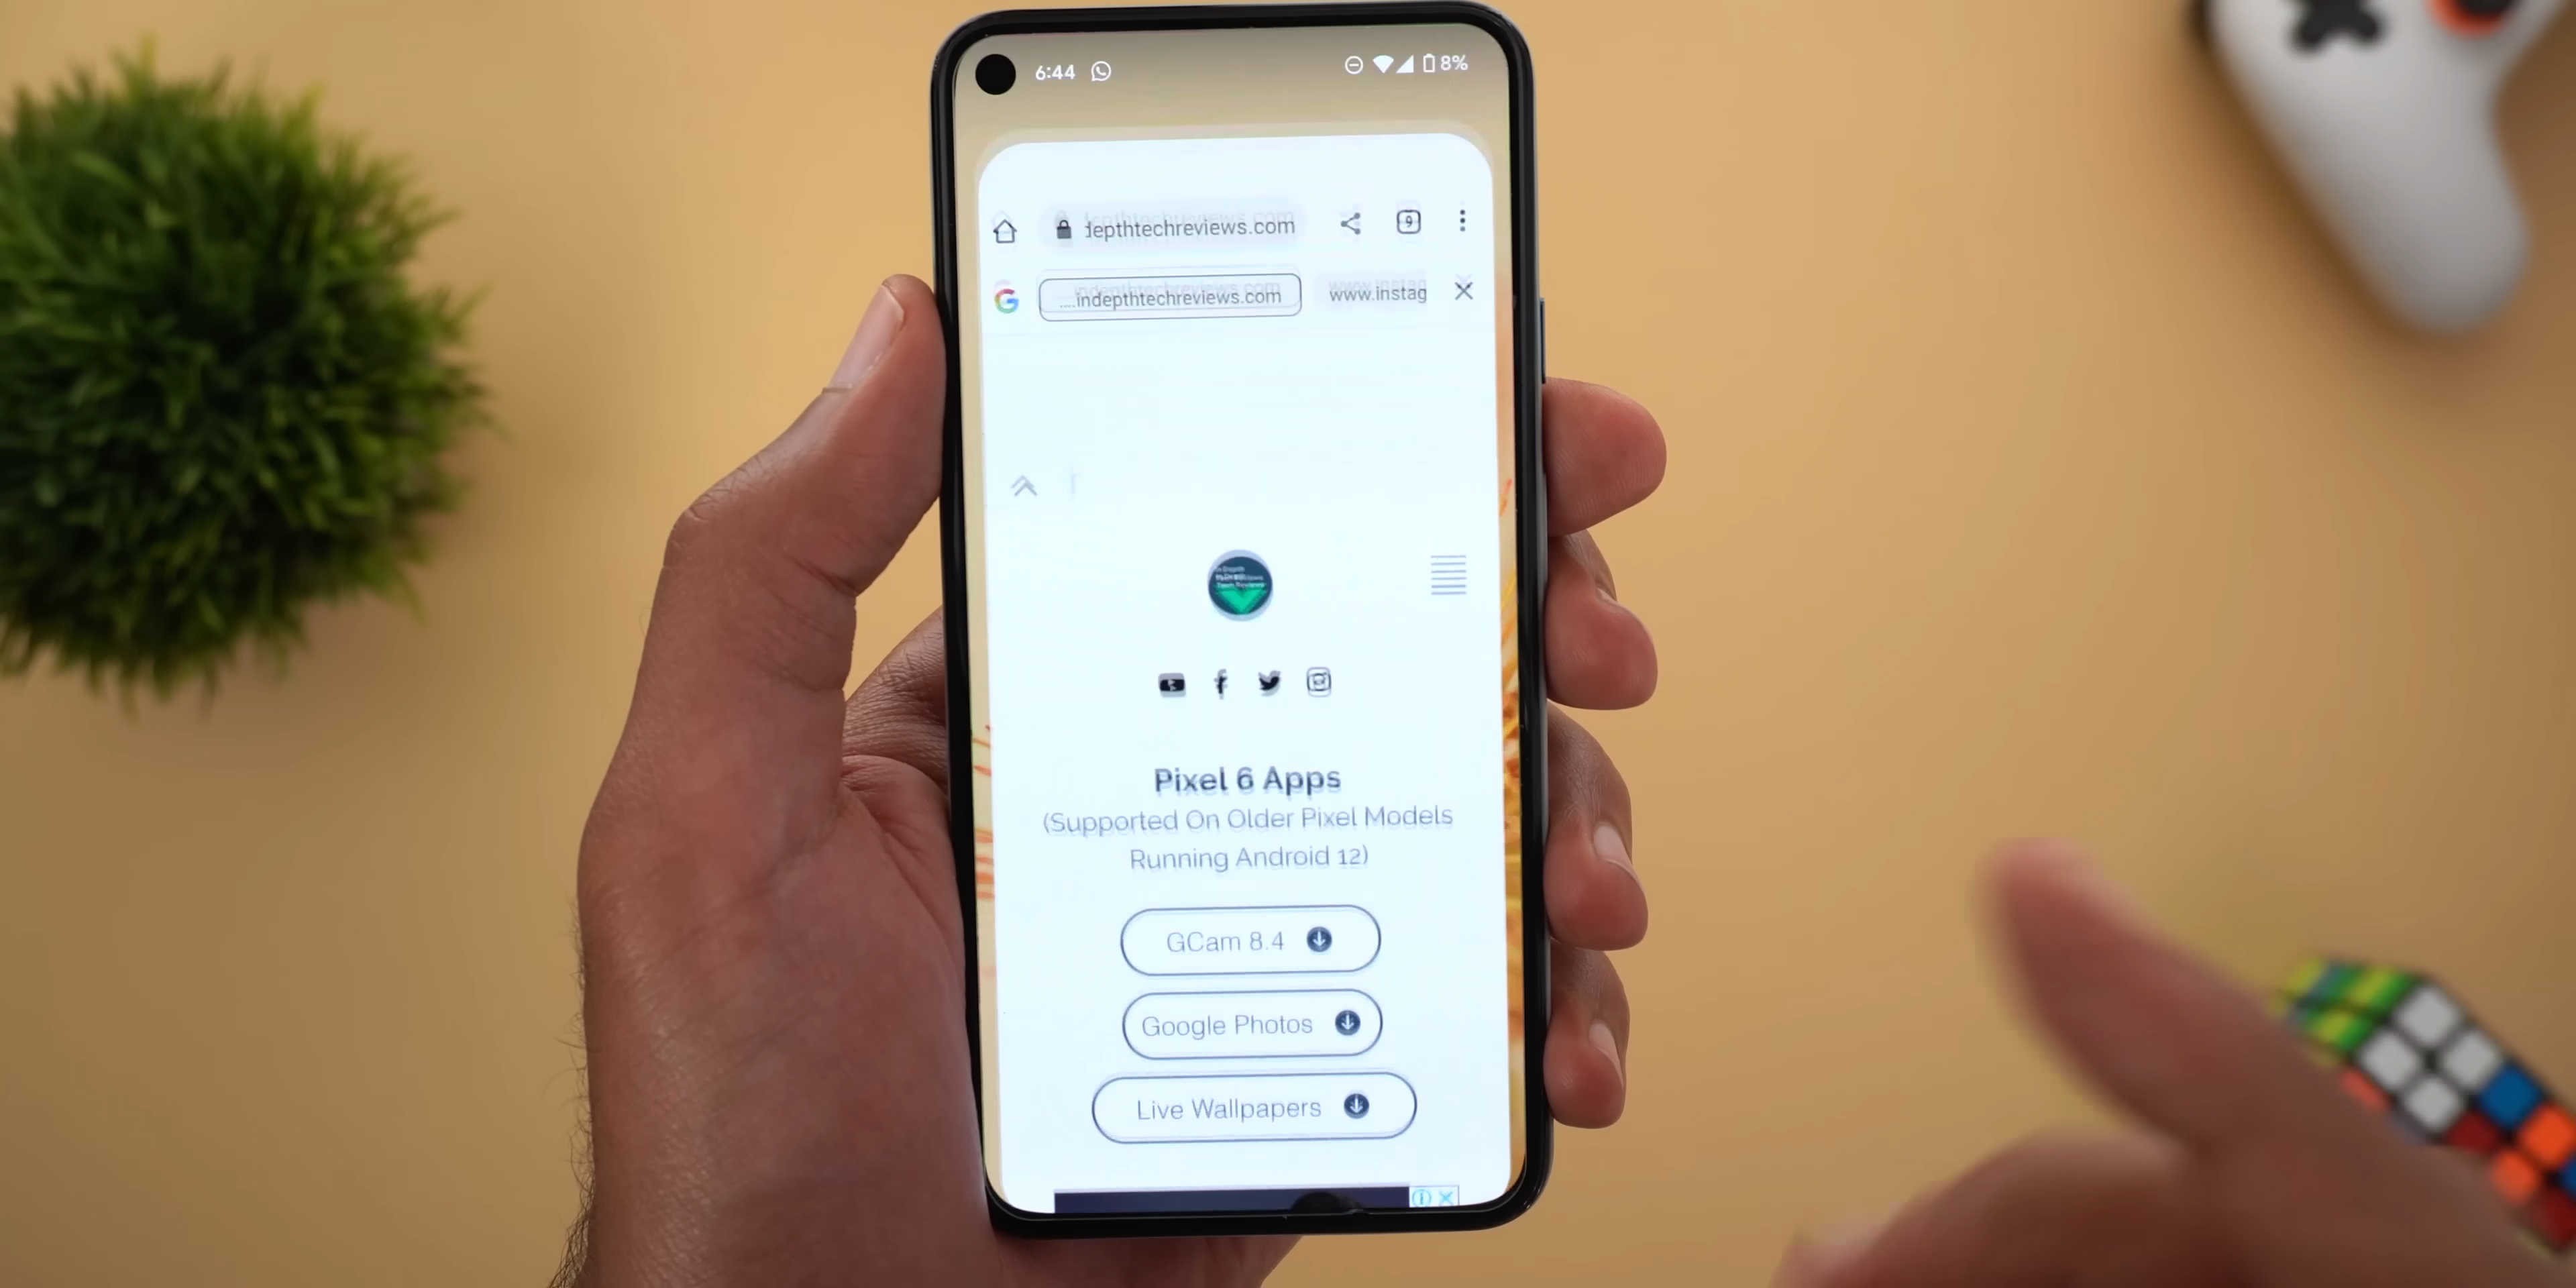 6:44 8%
depthtechreviews.com 9
....indepthtechreviews.com www.instag
Pixel 6 Apps
(Supported On Older Pixel Models
Running Android 12)
GCam 8.4
Google Photos
Live Wallpapers